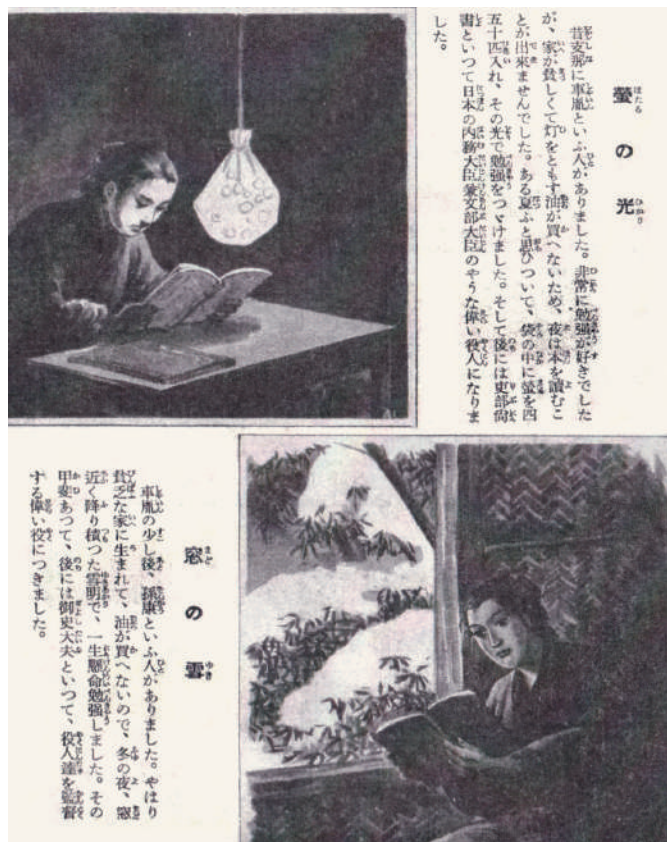 螢の光
昔支那に車胤といふ人がありました。非常に勉強が好きでした
が、家が貧しくて灯をともす油が買へないため、夜は本を讀むこ
とが出來ませんでした。ある夏ふと思ひついて、袋の中に螢を四
五十匹入れ、その光で勉強をつゞけました。そして後には吏部尚
書といつて日本の内務大臣兼文部大臣のやうな偉い役人になりま
した。
窓の雪
車胤の少し後、孫康といふ人がありました。やはり
貧乏な家に生まれて、油が買へないので、冬の夜、窓
近く降り積つた雪明で、一生懸命勉強しました。その
甲斐あつて、後には御史大夫といつて、役人達を監督
する偉い役につきました。